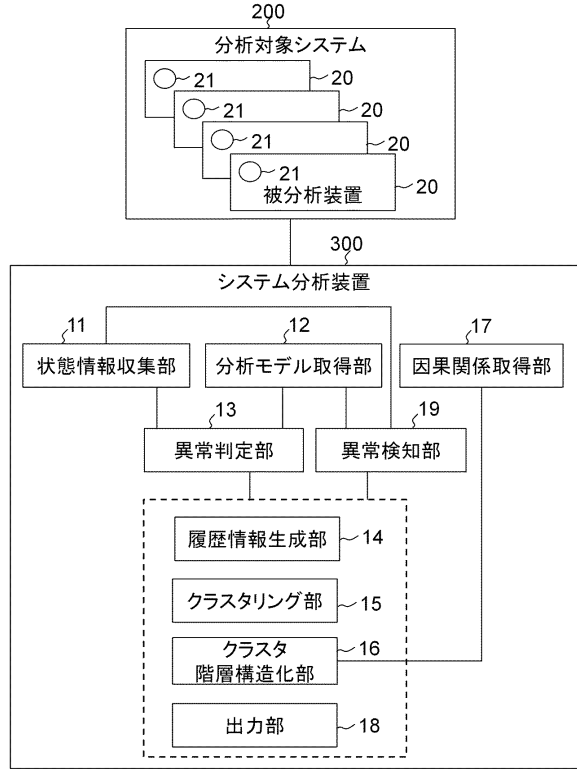 200
分析対象システム
21
20
21
20
21
20
21
20
被分析装置
300
システム分析装置
11
12
17
状態情報収集部
分析モデル取得部
因果関係取得部
13
19
異常判定部
異常検知部
履歴情報生成部
14
クラスタリング部
15
クラスタ
階層構造化部
16
出力部
18